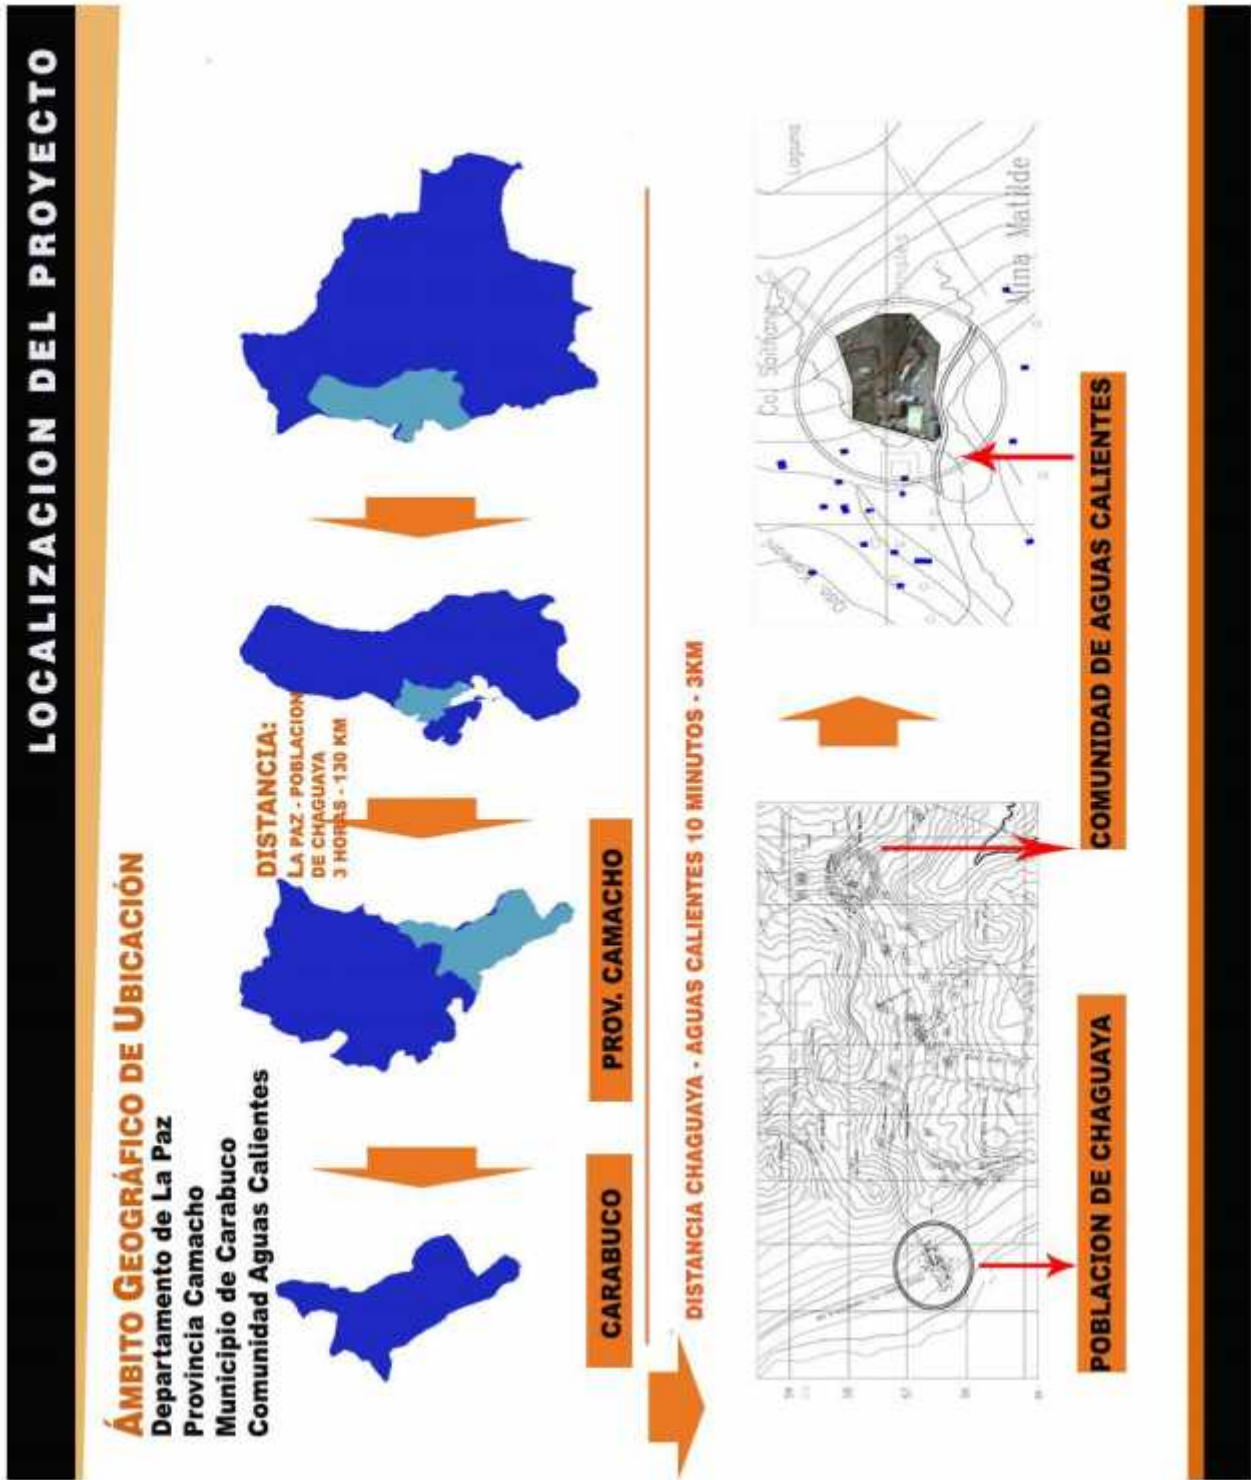 LOCALIZACION DEL PROYECTO
ÁMBITO GEOGRÁFICO DE UBICACIÓN
Departamento de La Paz
Provincia Camacho
Municipio de Carabuco
Comunidad Aguas Calientes
DISTANCIA:
LA PAZ - POBLACION
DE CHAGUAYA
3 HORAS - 130 KM
CARABUCO
PROV. CAMACHO
DISTANCIA CHAGUAYA - AGUAS CALIENTES 10 MINUTOS - 3KM
Laguna
Mina Matilde
POBLACION DE CHAGUAYA
COMUNIDAD DE AGUAS CALIENTES